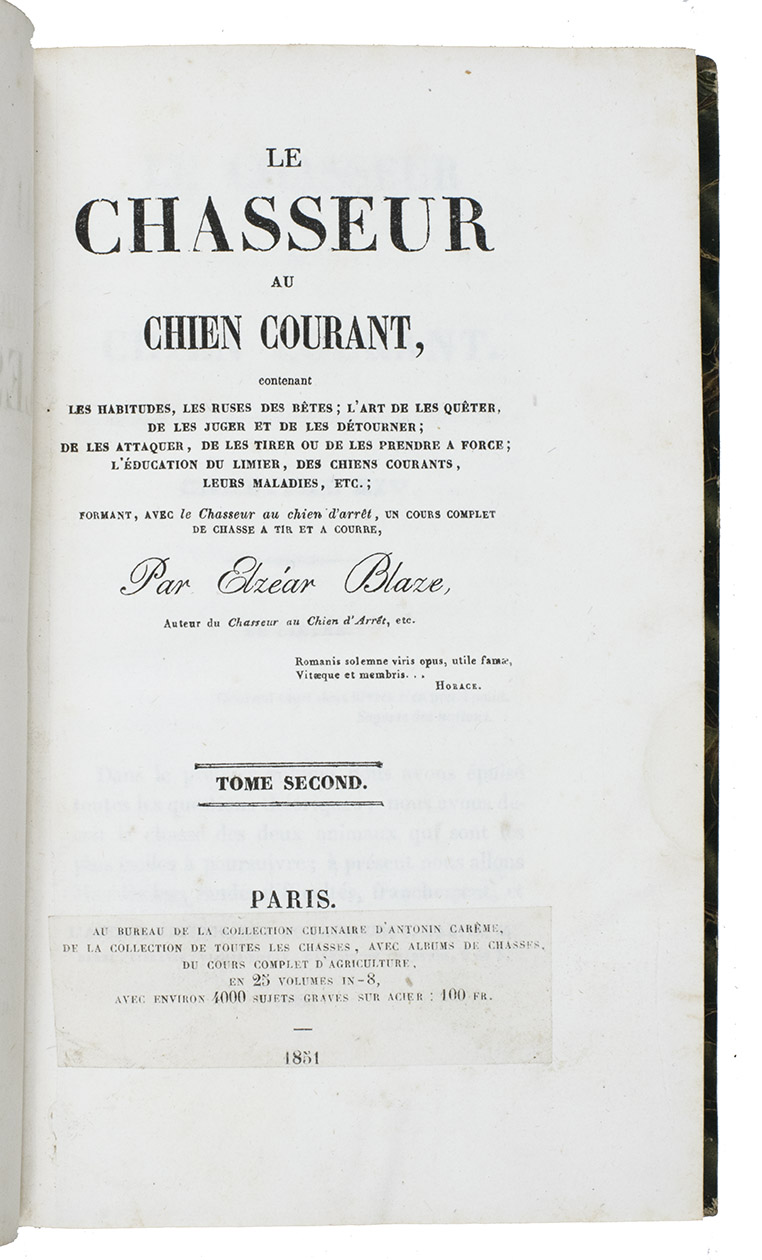 LE
CHASSEUR
AU
CHIEN COURANT,
contenant
LES HABITUDES, LES RUSES DES BÊTES; L'ART DE LES QUÊTER,
DE LES JUGER ET DE LES DÉTOURNER;
DE LES ATTAQUER, DE LES TIRER OU DE LES PRENDRE A FORCE;
L'ÉDUCATION DU LIMIER, DES CHIENS COURANTS,
LEURS MALADIES, ETC.;
FORMANT, AVEC le Chasseur au chien d'arrêt, UN COURS COMPLET
DE CHASSE A TIR ET A COURRE,
Par Elzéar Blaze,
Auteur du Chasseur au Chien d'Arrêt, etc.
Romanis solemne viris opus, utile famæ,
Vitæque et membris...
HORACE.
TOME SECOND.
PARIS.
AU BUREAU DE LA COLLECTION CULINAIRE D'ANTONIN CARÊME,
DE LA COLLECTION DE TOUTES LES CHASSES, AVEC ALBUMS DE CHASSES,
DU COURS COMPLET D'AGRICULTURE,
EN 25 VOLUMES IN-8,
AVEC ENVIRON 4000 SUJETS GRAVES SUR ACIER : 100 FR.
1851